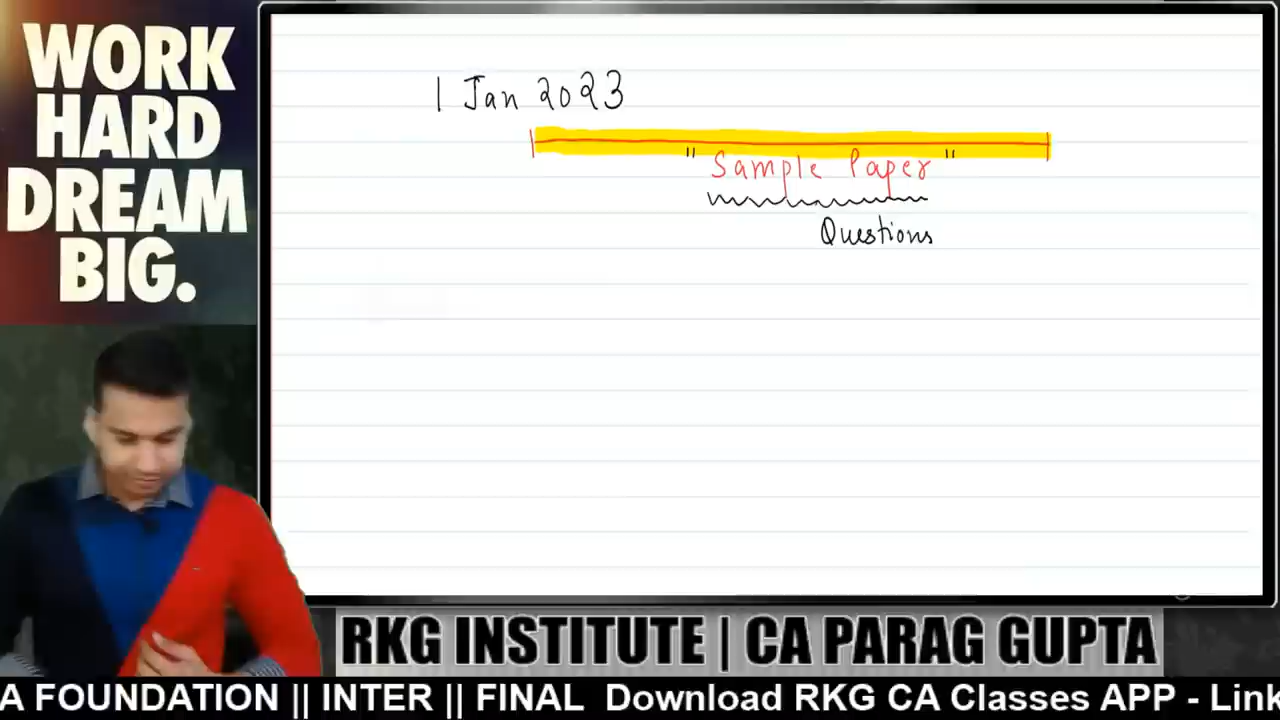 WORK
HARD
DREAM
BIG.
1 Jan 2023
"Sample Paper"
Questions
RKG INSTITUTE | CA PARAG GUPTA
A FOUNDATION || INTER || FINAL Download RKG CA Classes APP - Link